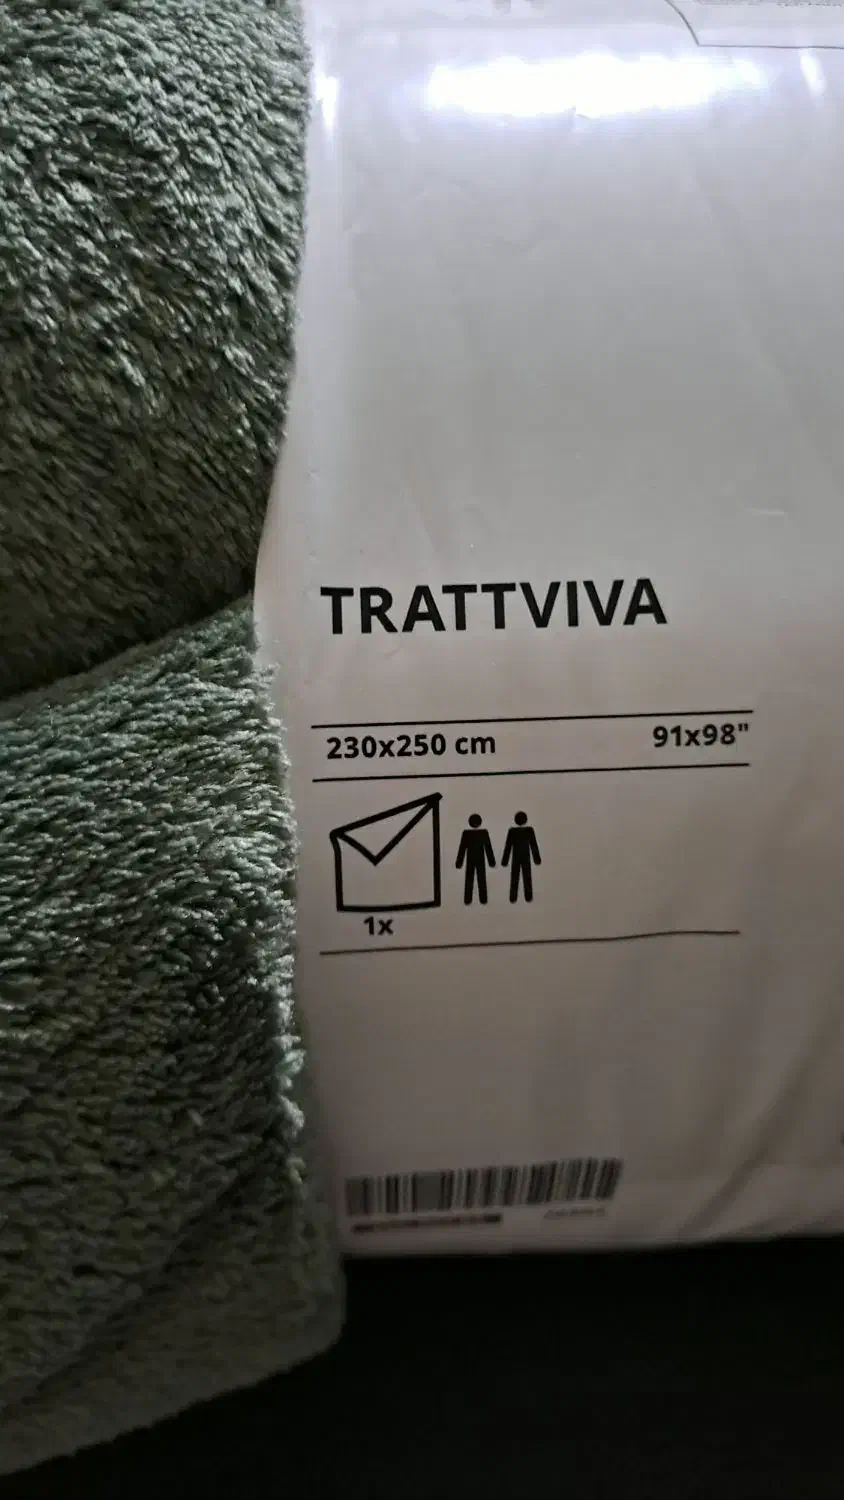 TRATTVIVA
230x250 cm 91x98"
1x